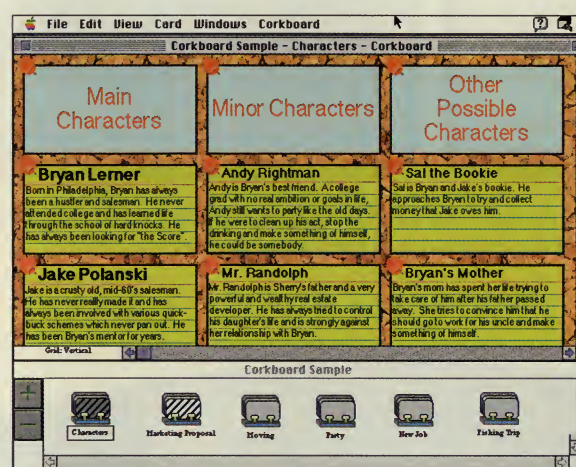 File Edit View Card Windows Corkboard
Corkboard Sample - Characters - Corkboard
Main
Characters
Minor Characters
Other
Possible
Characters
Bryan Lerner
Born in Philadelphia, Bryan has always
been a hustler and salesman. He never
attended college and has learned life
through the school of hard knocks. He
has always been looking for "the Score".
Andy Rightman
Andy is Bryan's best friend. A college
grad with no real ambition or goals in life,
Andy still wants to party like the old days.
If he were to clean up his act, stop the
drinking and make something of himself,
he could be somebody.
Sal the Bookie
Sal is Bryan and Jake's bookie. He
approaches Bryan to try and collect
money that Jake owes him.
Jake Polanski
Jake is a crusty old, mid-60's salesman.
He has never really made it and has
always been involved with various quick-
buck schemes which never pan out. He
has been Bryan's mentor for years.
Mr. Randolph
Mr. Randolph is Sherry's father and a very
powerful and wealthy real estate
developer. He has always tried to control
his daughter's life and is strongly against
her relationship with Bryan.
Bryan's Mother
Bryan's mom has spent her life trying to
take care of him after his father passed
away. She tries to convince him that he
should go to work for his uncle and make
something of himself.
Grid: Vertical
Corkboard Sample
Characters
Marketing Proposal
Moving
Party
New Job
Fishing Trip